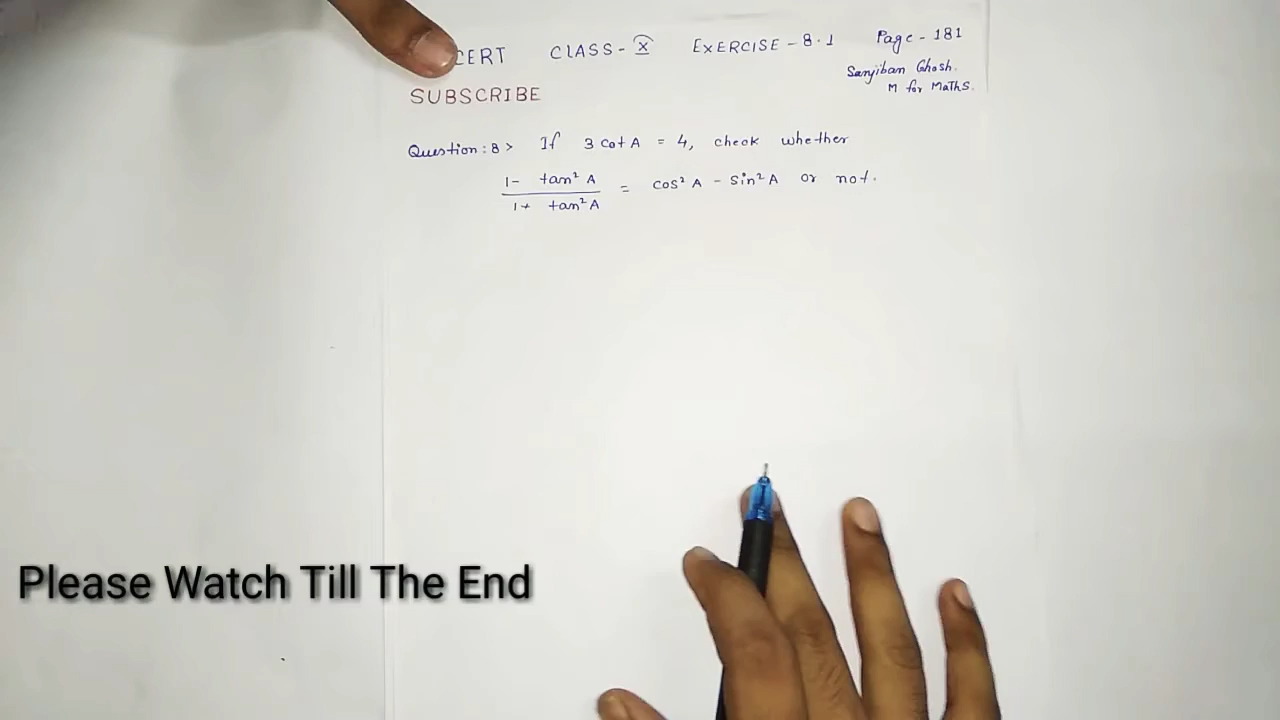 CERT CLASS - X EXERCISE - 8.1 Page - 181
Sanjiban Ghosh.
M for Maths.
SUBSCRIBE
Question : 8 > If 3 cot A = 4, check whether
1 - tan² A / 1 + tan² A = cos² A - sin² A or not.
Please Watch Till The End